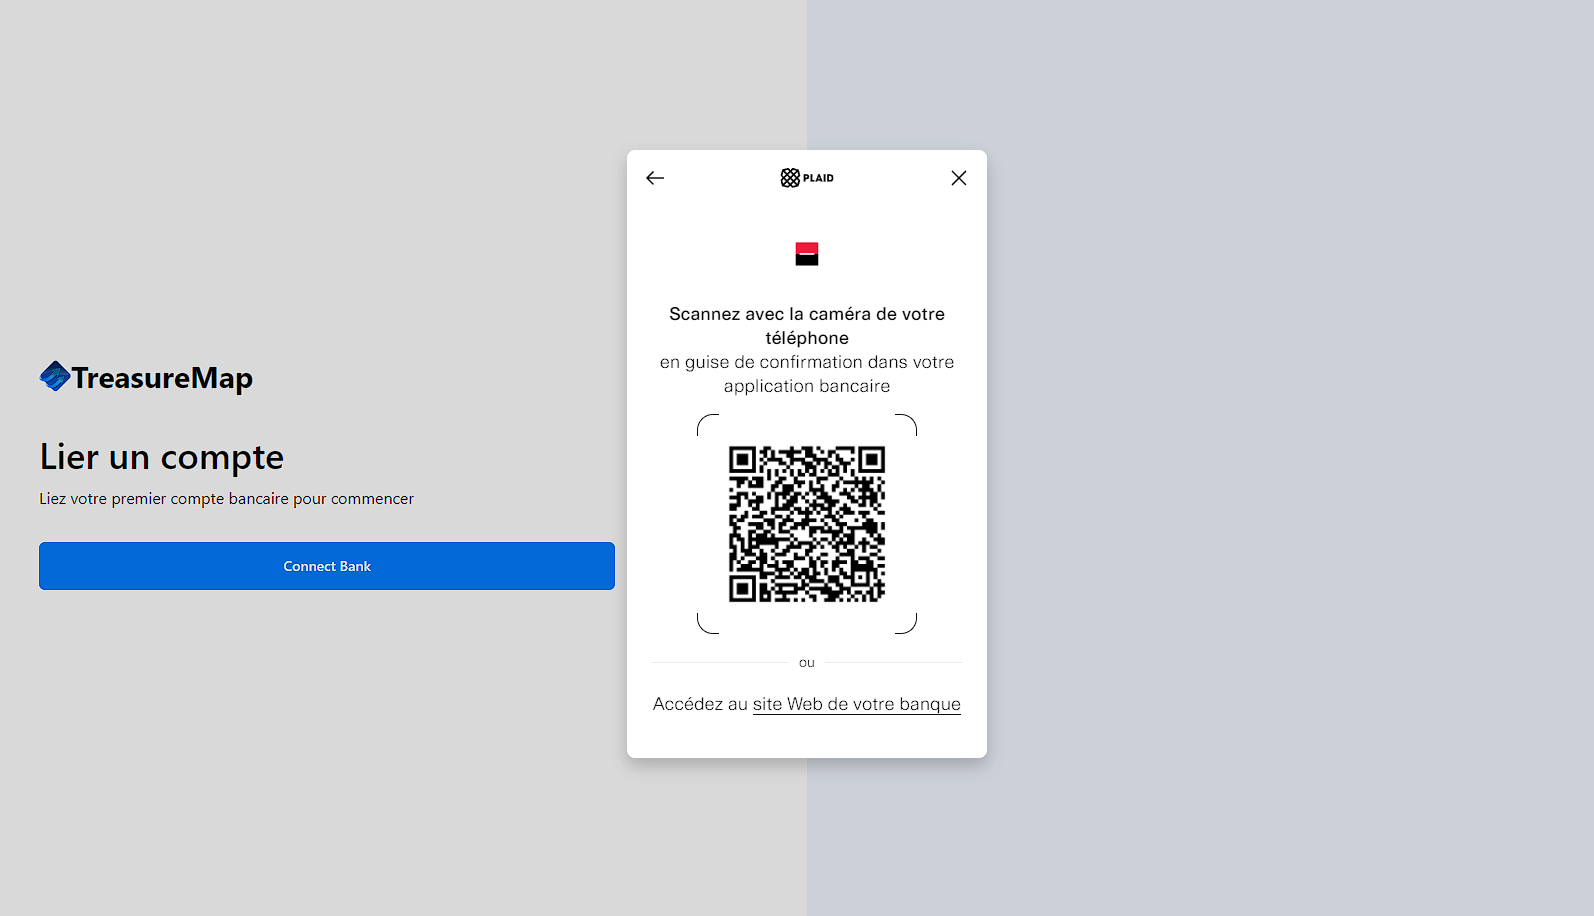 TreasureMap
Lier un compte
Liez votre premier compte bancaire pour commencer
Connect Bank
PLAID
Scannez avec la caméra de votre
téléphone
en guise de confirmation dans votre
application bancaire
ou
Accédez au site Web de votre banque